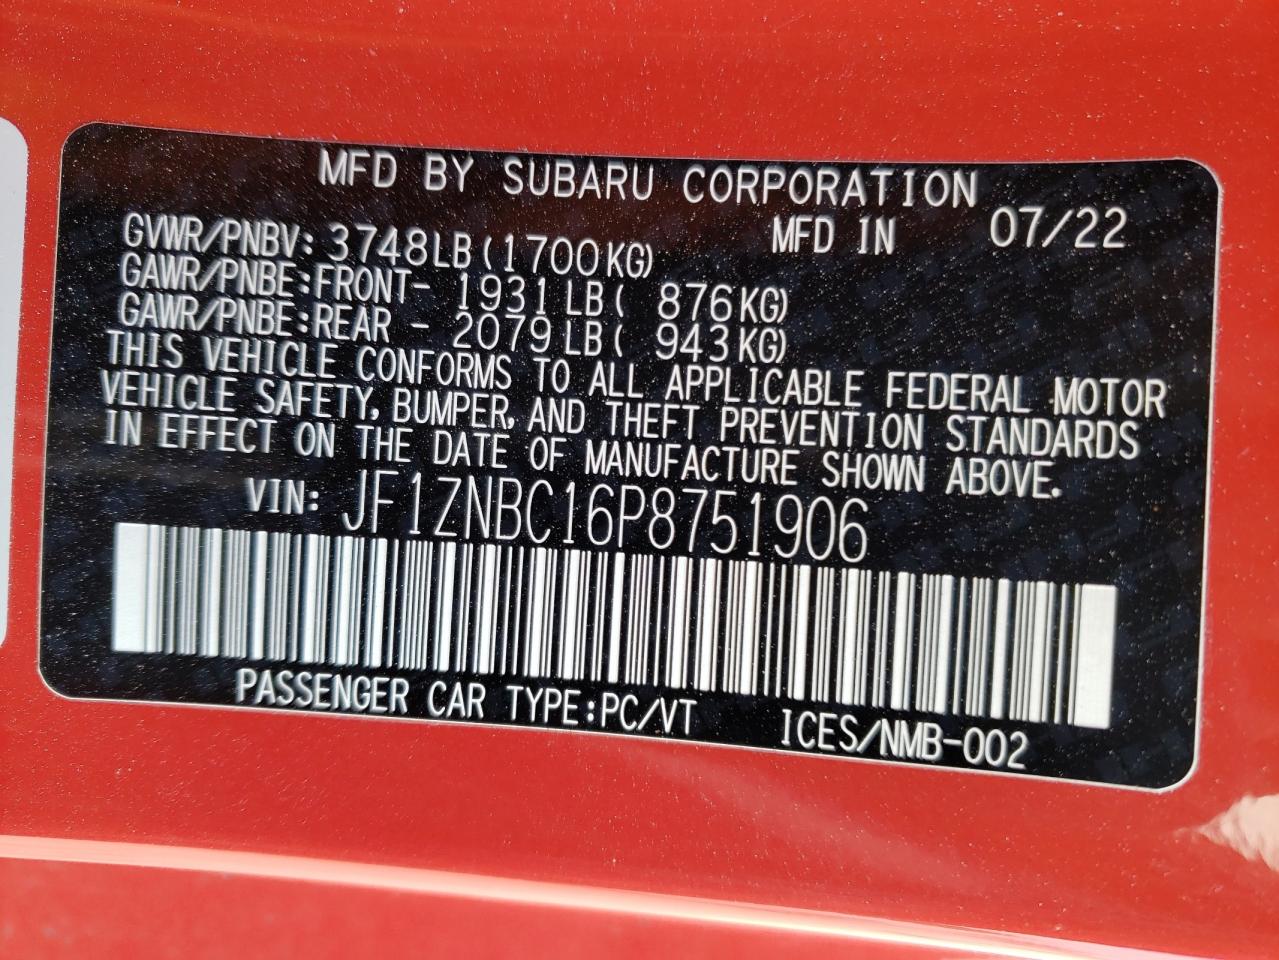 MFD BY SUBARU CORPORATION
GVWR/PNBV: 3748LB(1700KG) MFD IN 07/22
GAWR/PNBE:FRONT- 1931LB( 876KG)
GAWR/PNBE:REAR - 2079LB( 943KG)
THIS VEHICLE CONFORMS TO ALL APPLICABLE FEDERAL MOTOR
VEHICLE SAFETY, BUMPER, AND THEFT PREVENTION STANDARDS
IN EFFECT ON THE DATE OF MANUFACTURE SHOWN ABOVE.
VIN: JF1ZNBC16P8751906
PASSENGER CAR TYPE:PC/VT ICES/NMB-002